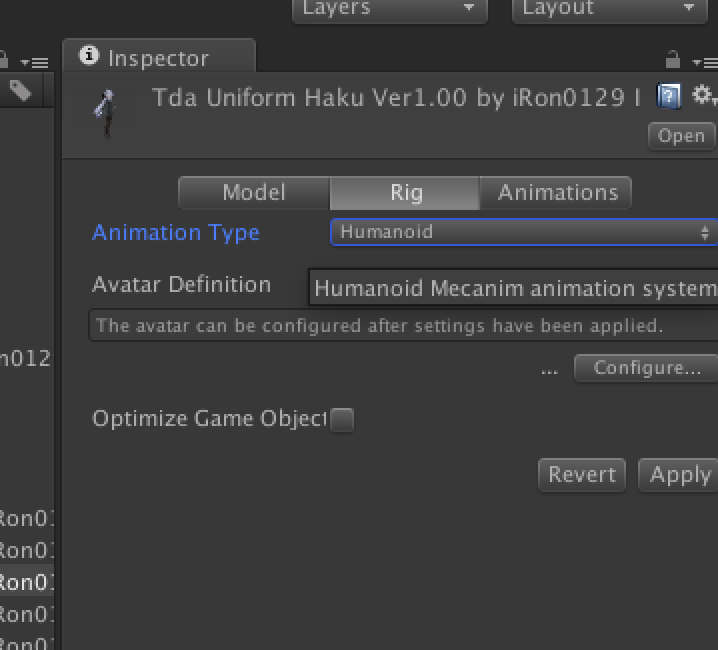 Layers
Layout
Inspector
Tda Uniform Haku Ver1.00 by iRon0129 I
Open
Model
Rig
Animations
Animation Type
Humanoid
Avatar Definition
Humanoid Mecanim animation system
The avatar can be configured after settings have been applied.
n012
...
Configure...
Optimize Game Object
Revert
Apply
Ron01
Ron01
Ron01
Ron01
Ron01